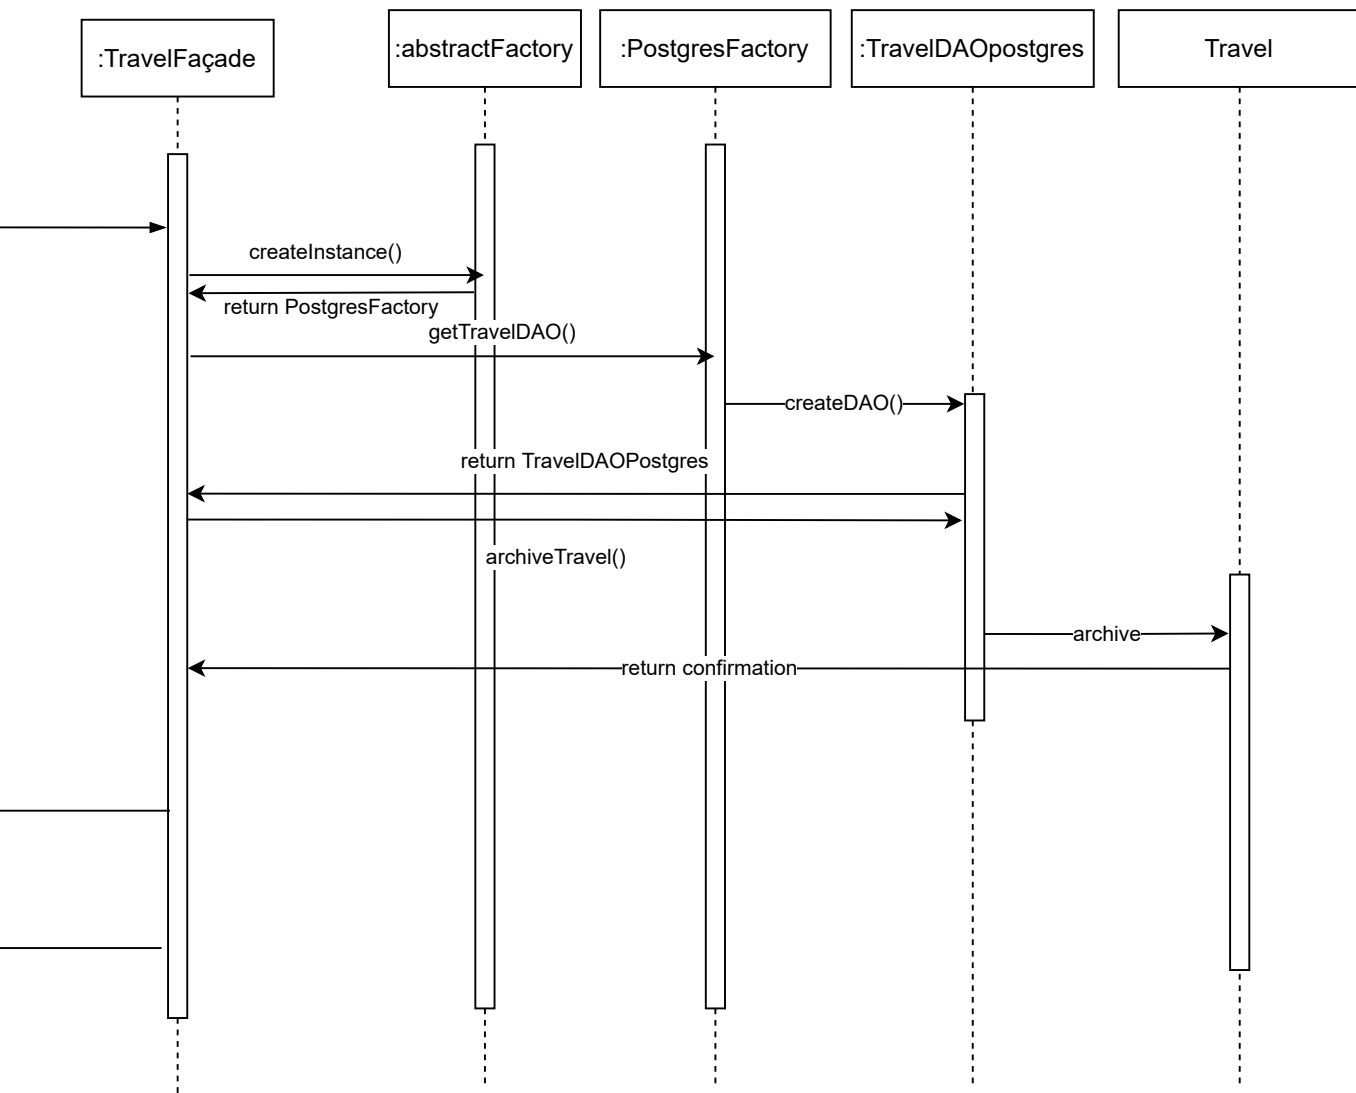 :TravelFaçade
:abstractFactory
:PostgresFactory
:TravelDAOpostgres
Travel
createInstance()
return PostgresFactory
getTravelDAO()
createDAO()
return TravelDAOPostgres
archiveTravel()
archive
return confirmation